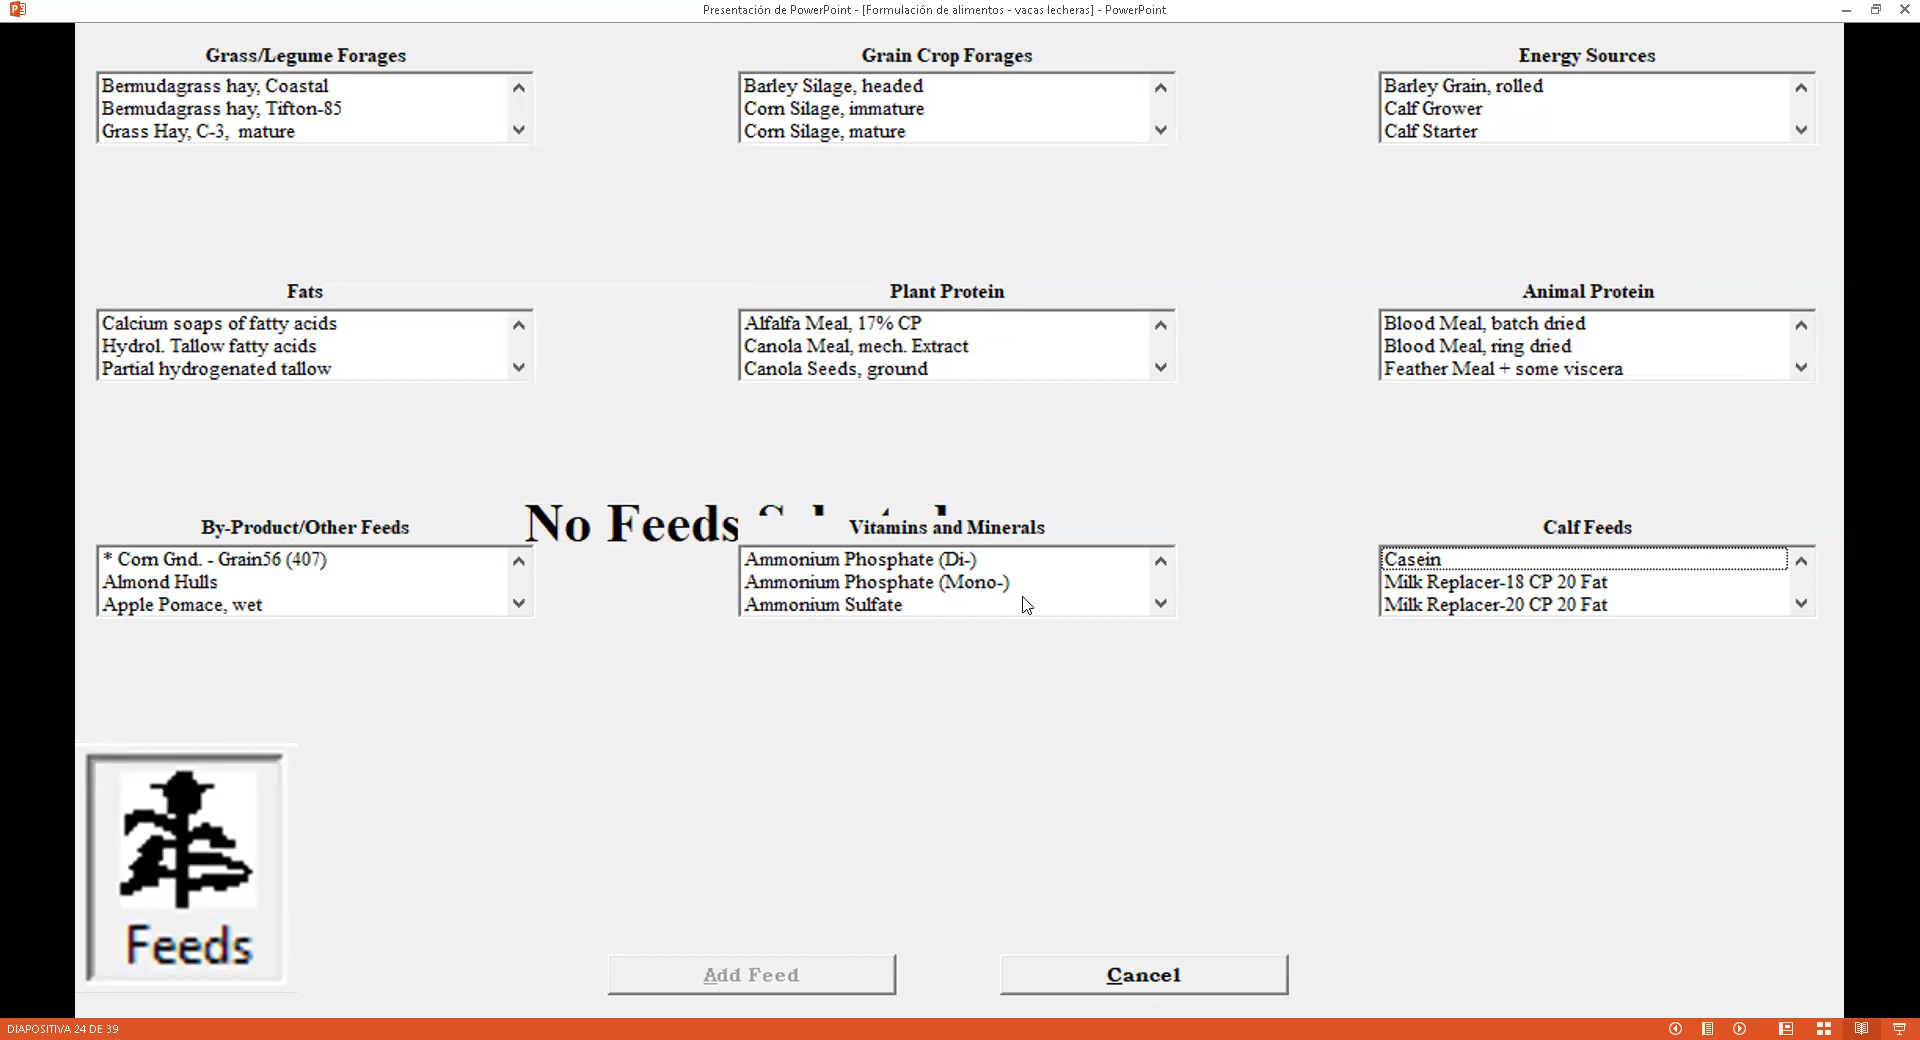 Presentación de PowerPoint - [Formulación de alimentos - vacas lecheras] - PowerPoint
Grass/Legume Forages
Bermudagrass hay, Coastal
Bermudagrass hay, Tifton-85
Grass Hay, C-3, mature
Grain Crop Forages
Barley Silage, headed
Corn Silage, immature
Corn Silage, mature
Energy Sources
Barley Grain, rolled
Calf Grower
Calf Starter
Fats
Calcium soaps of fatty acids
Hydrol. Tallow fatty acids
Partial hydrogenated tallow
Plant Protein
Alfalfa Meal, 17% CP
Canola Meal, mech. Extract
Canola Seeds, ground
Animal Protein
Blood Meal, batch dried
Blood Meal, ring dried
Feather Meal + some viscera
No Feeds
By-Product/Other Feeds
* Corn Gnd. - Grain56 (407)
Almond Hulls
Apple Pomace, wet
Vitamins and Minerals
Ammonium Phosphate (Di-)
Ammonium Phosphate (Mono-)
Ammonium Sulfate
Calf Feeds
Casein
Milk Replacer-18 CP 20 Fat
Milk Replacer-20 CP 20 Fat
Feeds
Add Feed
Cancel
DIAPOSITIVA 24 DE 39